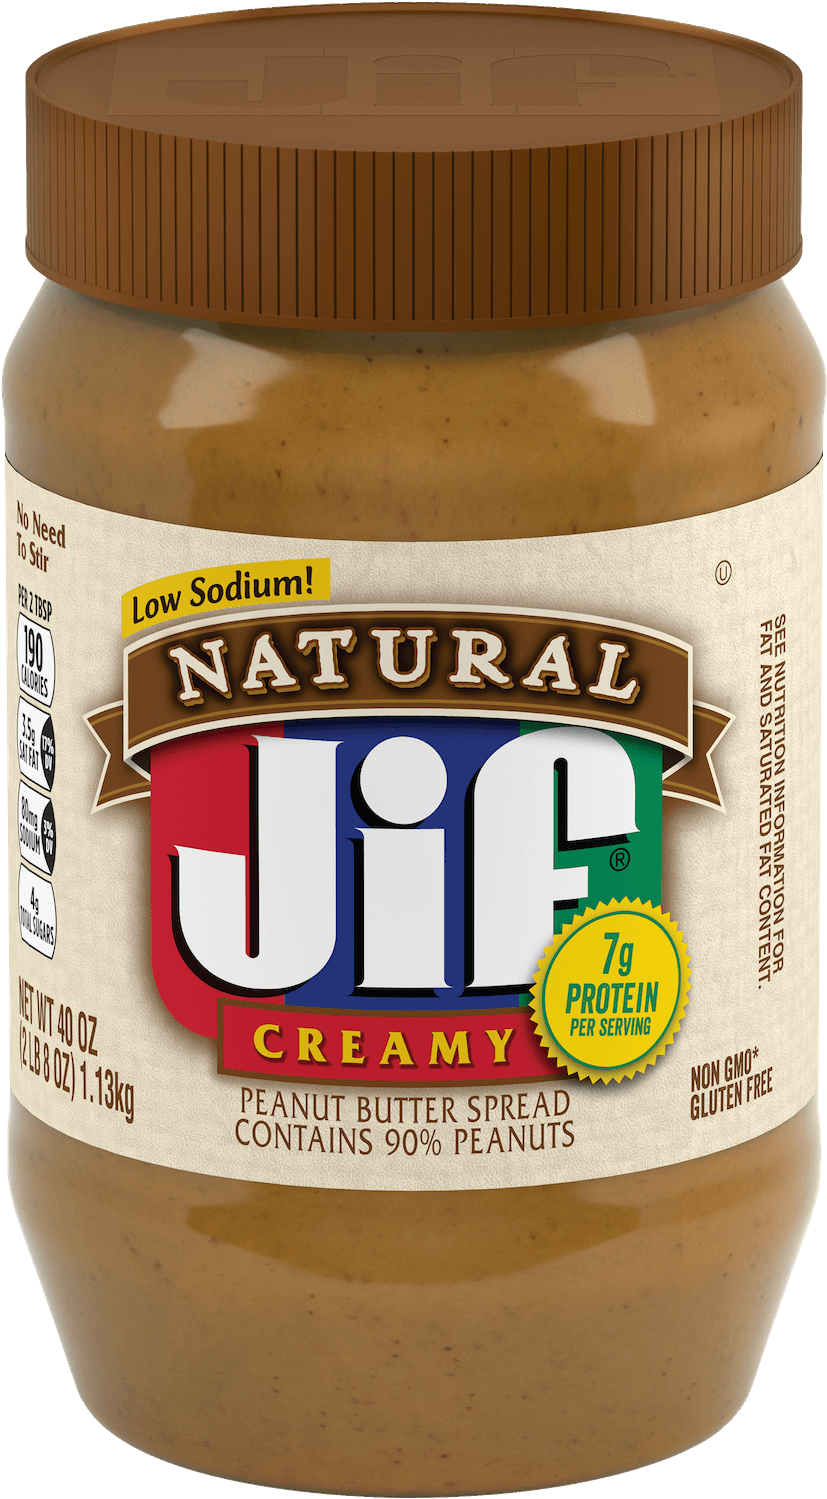 Jif
No Need
To Stir
PER 2 TBSP
190
CALORIES
3.5g
SAT FAT
17%
DV
80mg
SODIUM
3%
DV
4g
TOTAL SUGARS
NET WT 40 OZ
(2 LB 8 OZ) 1.13kg
Low Sodium!
NATURAL
Jif®
CREAMY
7g
PROTEIN
PER SERVING
PEANUT BUTTER SPREAD
CONTAINS 90% PEANUTS
U
SEE NUTRITION INFORMATION FOR
FAT AND SATURATED FAT CONTENT.
NON GMO*
GLUTEN FREE